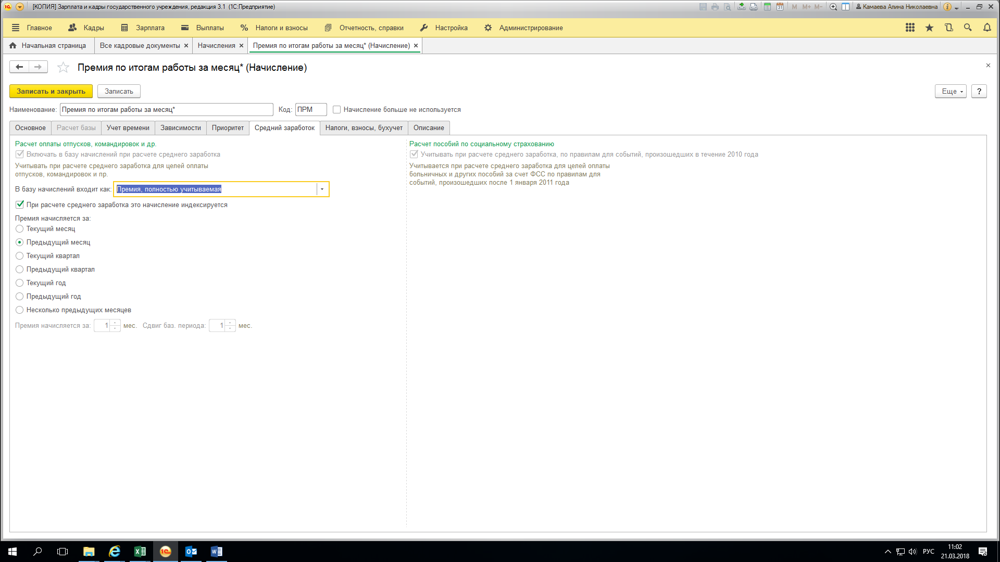 [КОПИЯ] Зарплата и кадры государственного учреждения, редакция 3.1 (1С:Предприятие)
M M+ M- Камаева Алина Николаевна
Главное Кадры Зарплата Выплаты Налоги и взносы Отчетность, справки Настройка Администрирование
Начальная страница Все кадровые документы × Начисления × Премия по итогам работы за месяц* (Начисление) ×
Премия по итогам работы за месяц* (Начисление)
Записать и закрыть Записать Еще ?
Наименование: Премия по итогам работы за месяц* Код: ПРМ Начисление больше не используется
Основное Расчет базы Учет времени Зависимости Приоритет Средний заработок Налоги, взносы, бухучет Описание
Расчет оплаты отпусков, командировок и др.
Включать в базу начислений при расчете среднего заработка
Учитывать при расчете среднего заработка для целей оплаты
отпусков, командировок и пр.
В базу начислений входит как: Премия, полностью учитываемая
При расчете среднего заработка это начисление индексируется
Премия начисляется за:
Текущий месяц
Предыдущий месяц
Текущий квартал
Предыдущий квартал
Текущий год
Предыдущий год
Несколько предыдущих месяцев
Премия начисляется за: 1 мес. Сдвиг баз. периода: 1 мес.
Расчет пособий по социальному страхованию
Учитывать при расчете среднего заработка, по правилам для событий, произошедших в течение 2010 года
Учитывается при расчете среднего заработка для целей оплаты
больничных и других пособий за счет ФСС по правилам для
событий, произошедших после 1 января 2011 года
РУС
11:02
21.03.2018